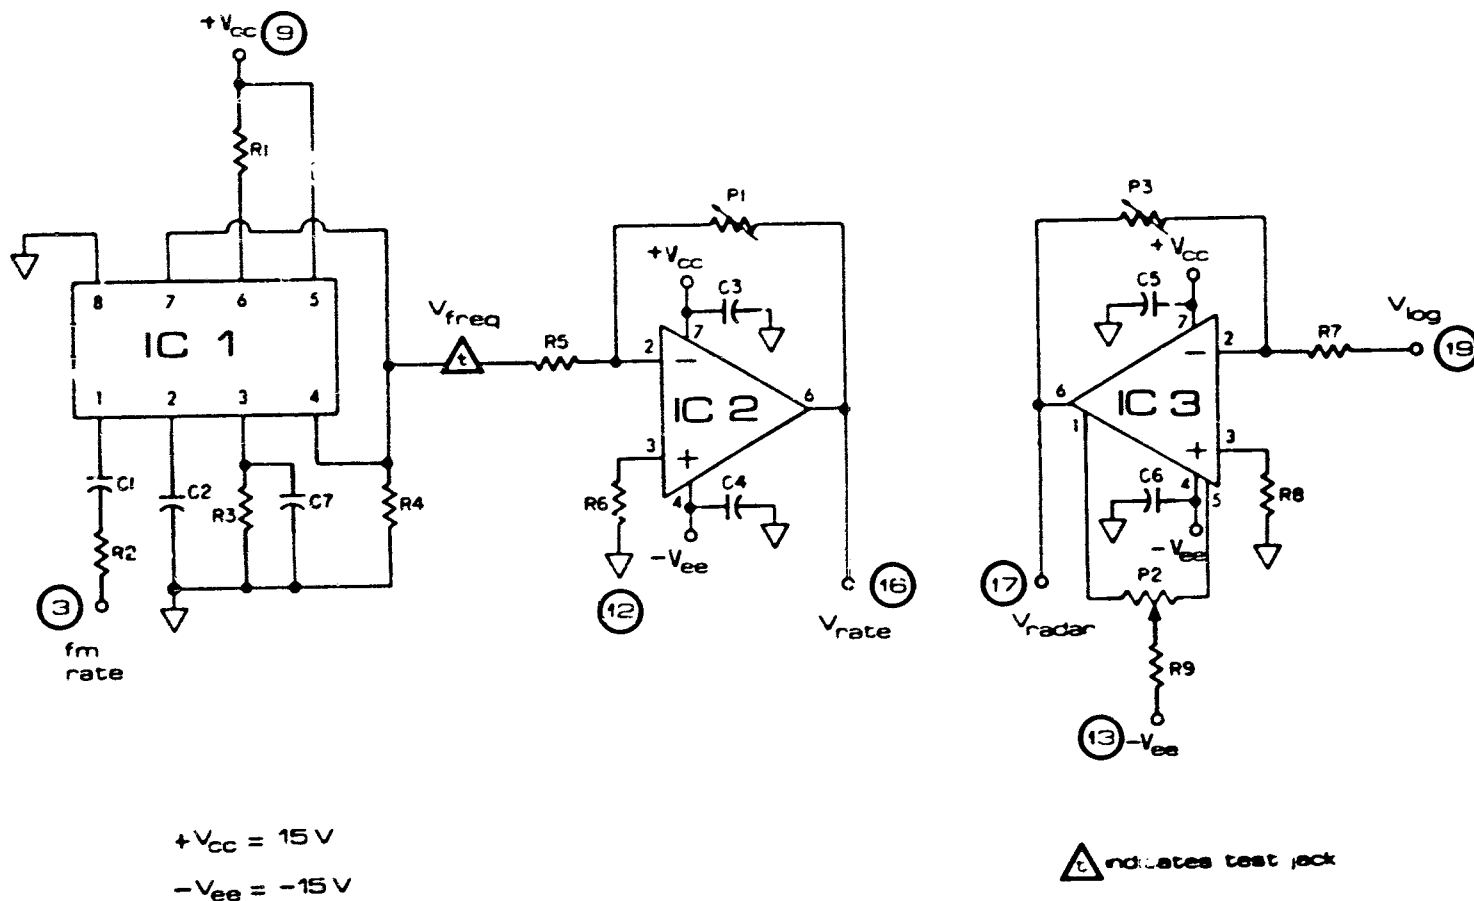 +Vcc 9
R1
8 7 6 5
IC 1
1 2 3 4
C1
R2
C2
R3
C7
R4
3
fm
rate
Vfreq
t
R5
P1
+Vcc
C3
7
2
−
IC 2
6
3
+
4
C4
R6
−Vee
12
16
Vrate
P3
+Vcc
C5
7
2
−
R7
Vlog
19
6
IC 3
1
3
+
C6
4
5
R8
−Vee
P2
17
Vradar
R9
13 −Vee
+Vcc = 15 V
−Vee = -15 V
t indicates test jack